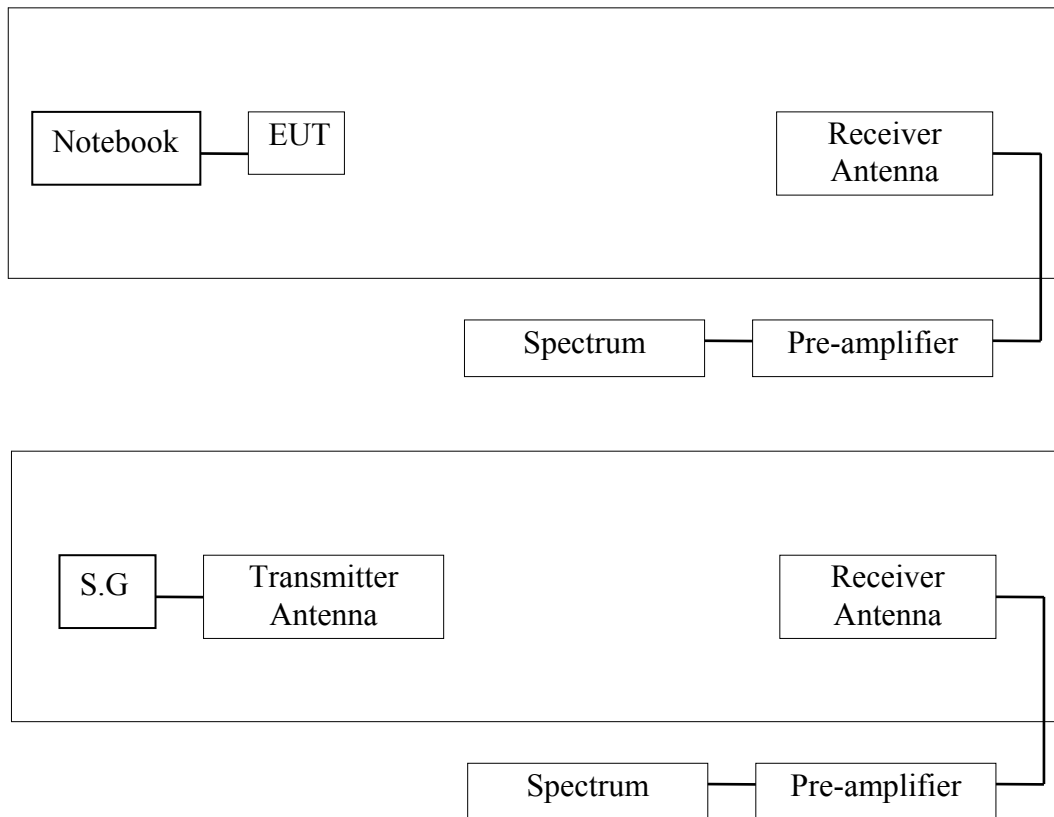 Notebook
EUT
Receiver
Antenna
Spectrum
Pre-amplifier
S.G
Transmitter
Antenna
Receiver
Antenna
Spectrum
Pre-amplifier